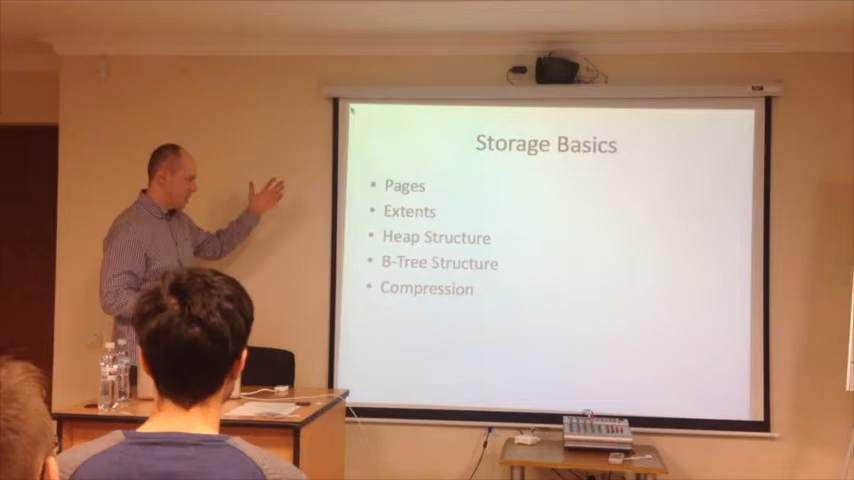 Storage Basics
• Pages
• Extents
• Heap Structure
• B-Tree Structure
• Compression